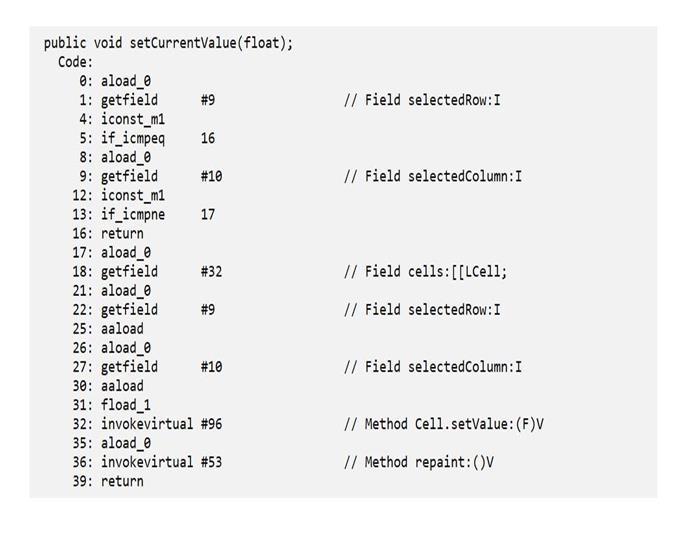 public void setCurrentValue(float);
Code:
0: aload_0
1: getfield #9 // Field selectedRow:I
4: iconst_m1
5: if_icmpeq 16
8: aload_0
9: getfield #10 // Field selectedColumn:I
12: iconst_m1
13: if_icmpne 17
16: return
17: aload_0
18: getfield #32 // Field cells:[[LCell;
21: aload_0
22: getfield #9 // Field selectedRow:I
25: aaload
26: aload_0
27: getfield #10 // Field selectedColumn:I
30: aaload
31: fload_1
32: invokevirtual #96 // Method Cell.setValue:(F)V
35: aload_0
36: invokevirtual #53 // Method repaint:()V
39: return